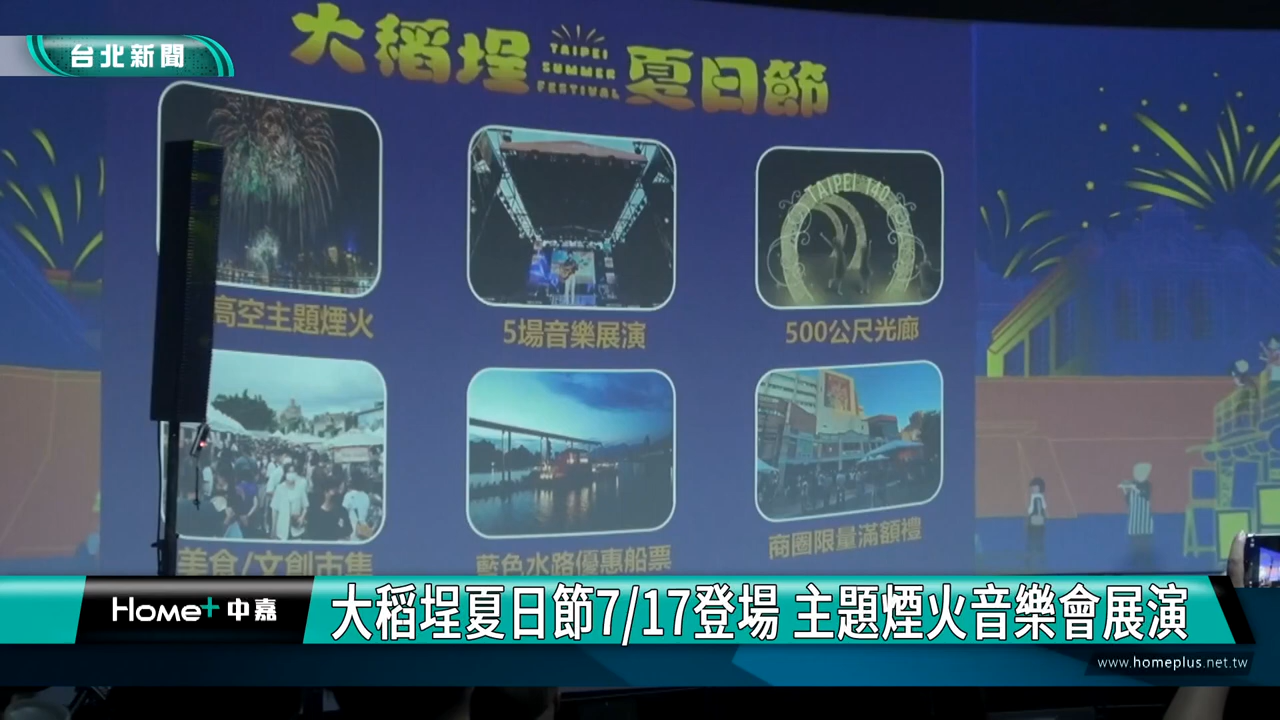 台北新聞
大稻埕
TAIPEI
SUMMER
FESTIVAL
夏日節
TAIPEI 140
高空主題煙火
5場音樂展演
500公尺光廊
美食/文創市集
藍色水路優惠船票
商圈限量滿額禮
Home+中嘉
大稻埕夏日節7/17登場 主題煙火音樂會展演
www.homeplus.net.tw